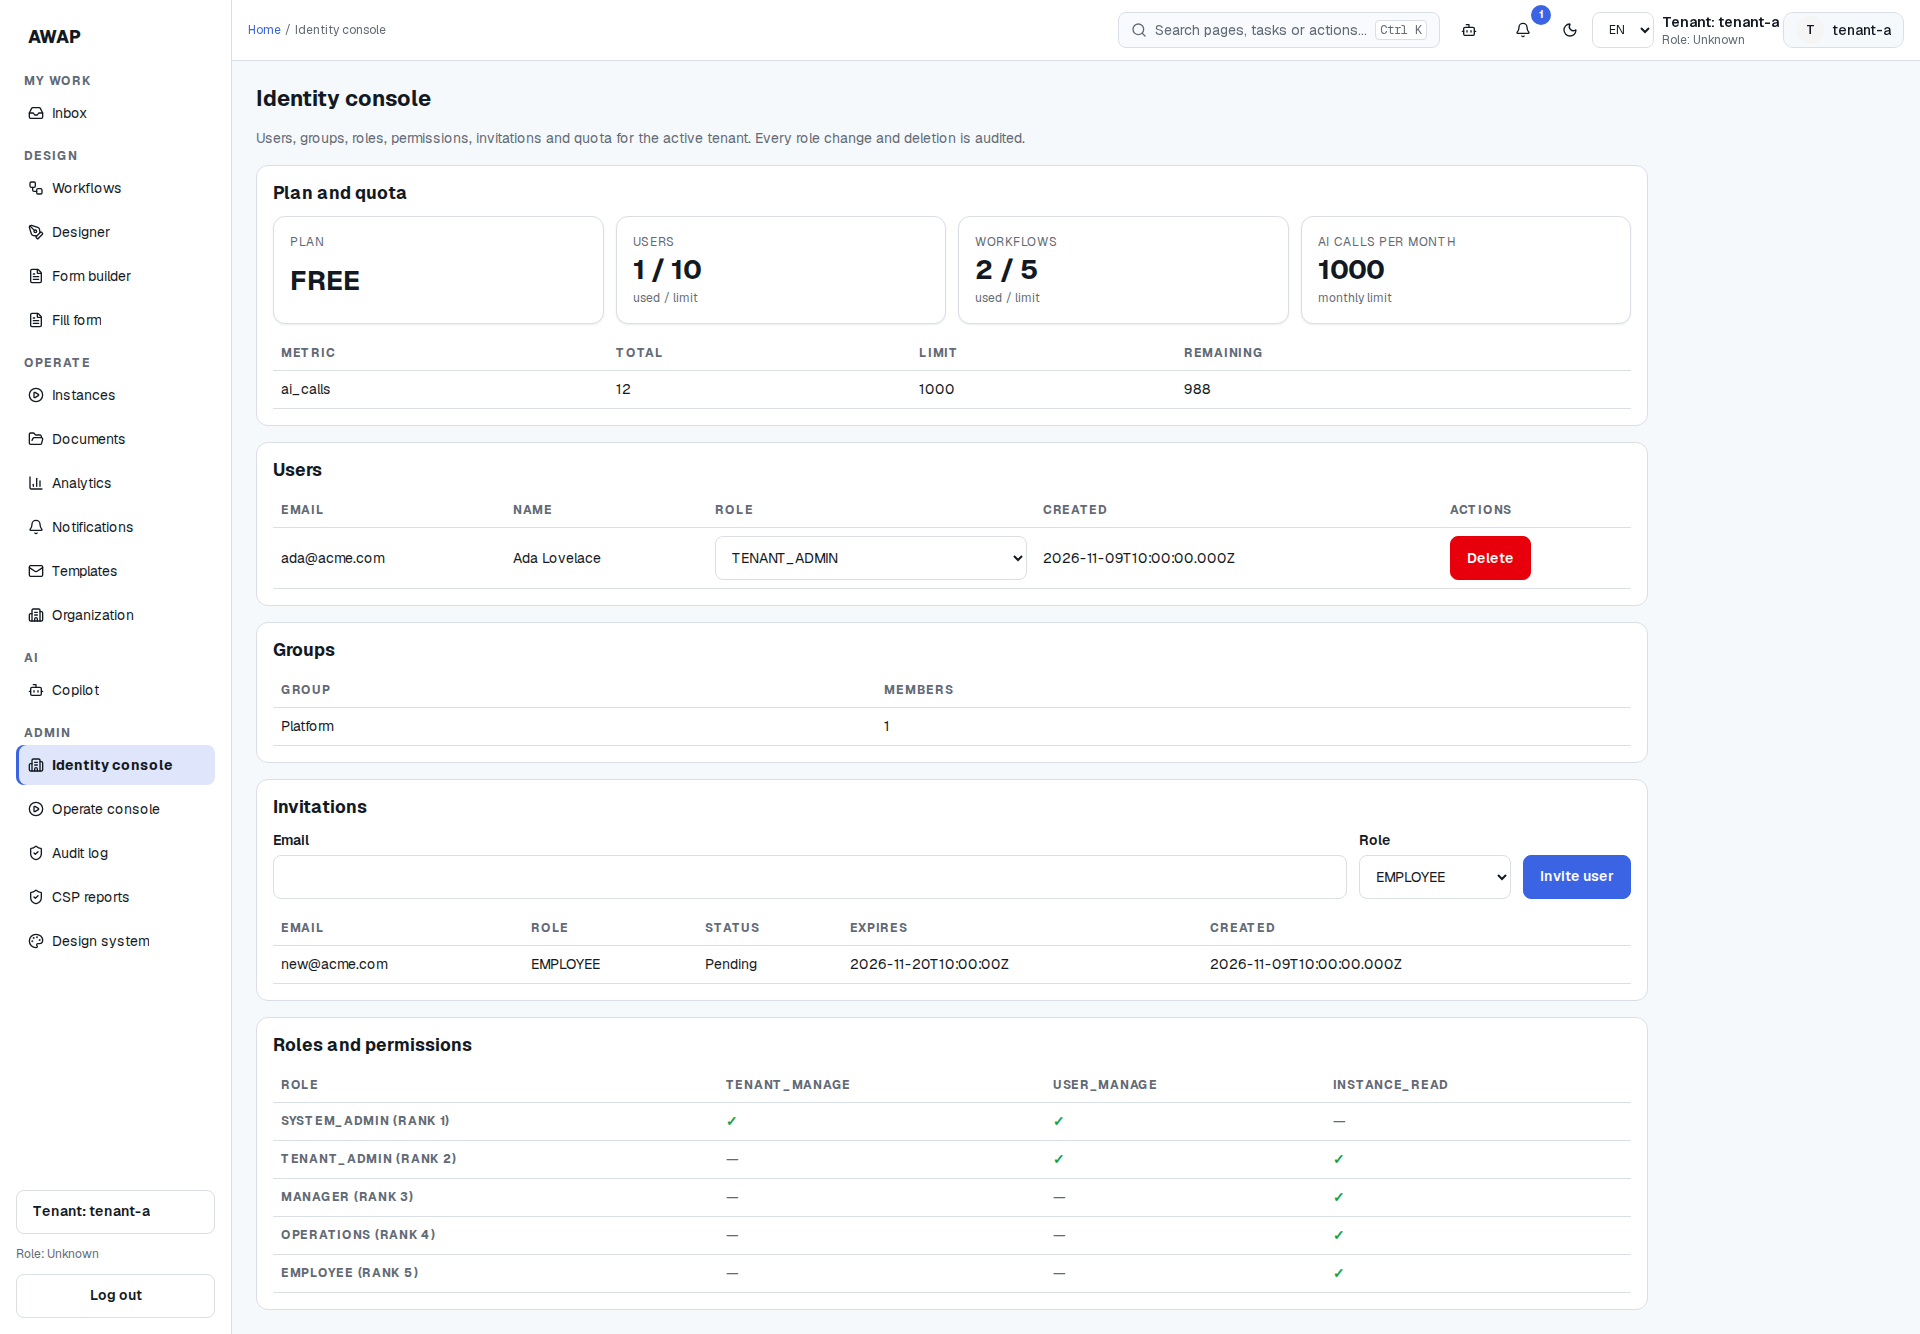 AWAP
MY WORK
Inbox
DESIGN
Workflows
Designer
Form builder
Fill form
OPERATE
Instances
Documents
Analytics
Notifications
Templates
Organization
AI
Copilot
ADMIN
Identity console
Operate console
Audit log
CSP reports
Design system
Tenant: tenant-a
Role: Unknown
Log out
Home / Identity console
Search pages, tasks or actions... Ctrl K
1
EN
Tenant: tenant-a
Role: Unknown
T tenant-a
Identity console
Users, groups, roles, permissions, invitations and quota for the active tenant. Every role change and deletion is audited.
Plan and quota
PLAN
FREE
USERS
1 / 10
used / limit
WORKFLOWS
2 / 5
used / limit
AI CALLS PER MONTH
1000
monthly limit
METRIC TOTAL LIMIT REMAINING
ai_calls 12 1000 988
Users
EMAIL NAME ROLE CREATED ACTIONS
ada@acme.com Ada Lovelace TENANT_ADMIN 2026-11-09T10:00:00.000Z Delete
Groups
GROUP MEMBERS
Platform 1
Invitations
Email Role
EMPLOYEE Invite user
EMAIL ROLE STATUS EXPIRES CREATED
new@acme.com EMPLOYEE Pending 2026-11-20T10:00:00Z 2026-11-09T10:00:00.000Z
Roles and permissions
ROLE TENANT_MANAGE USER_MANAGE INSTANCE_READ
SYSTEM_ADMIN (RANK 1) ✓ ✓ —
TENANT_ADMIN (RANK 2) — ✓ ✓
MANAGER (RANK 3) — — ✓
OPERATIONS (RANK 4) — — ✓
EMPLOYEE (RANK 5) — — ✓